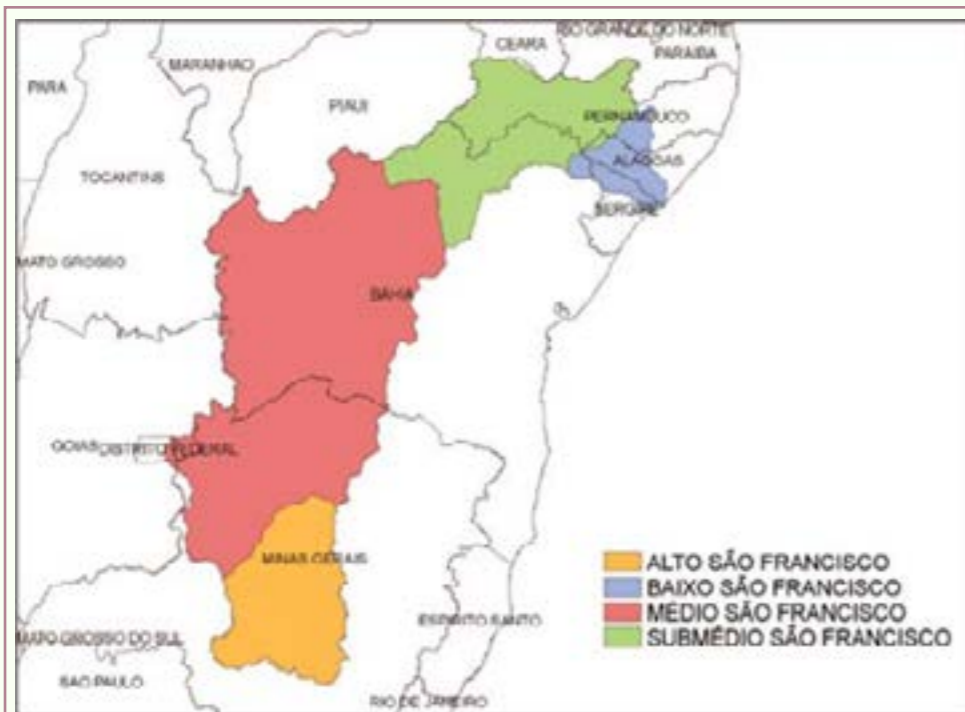 RIO GRANDE DO NORTE
CEARA
PARAIBA
MARANHAO
PARA
PIAUI
PERNAMBUCO
ALAGOAS
TOCANTINS
SERGIPE
MATO GROSSO
BAHIA
GOIAS
DISTRITO FEDERAL
MINAS GERAIS
ESPIRITO SANTO
MATO GROSSO DO SUL
SAO PAULO
RIO DE JANEIRO
ALTO SÃO FRANCISCO
BAIXO SÃO FRANCISCO
MÉDIO SÃO FRANCISCO
SUBMÉDIO SÃO FRANCISCO